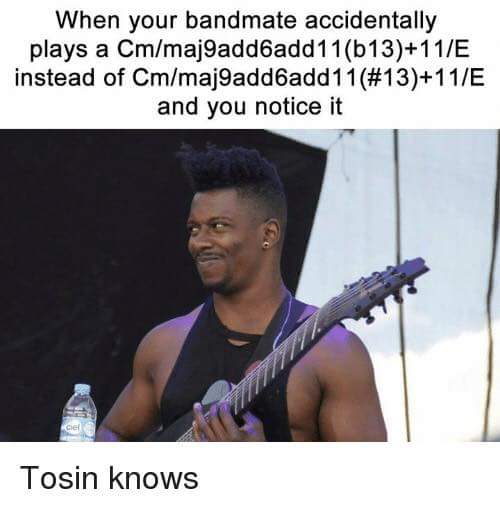 When your bandmate accidentally
plays a Cm/maj9add6add11(b13)+11/E
instead of Cm/maj9add6add11(#13)+11/E
and you notice it
ciel
Tosin knows